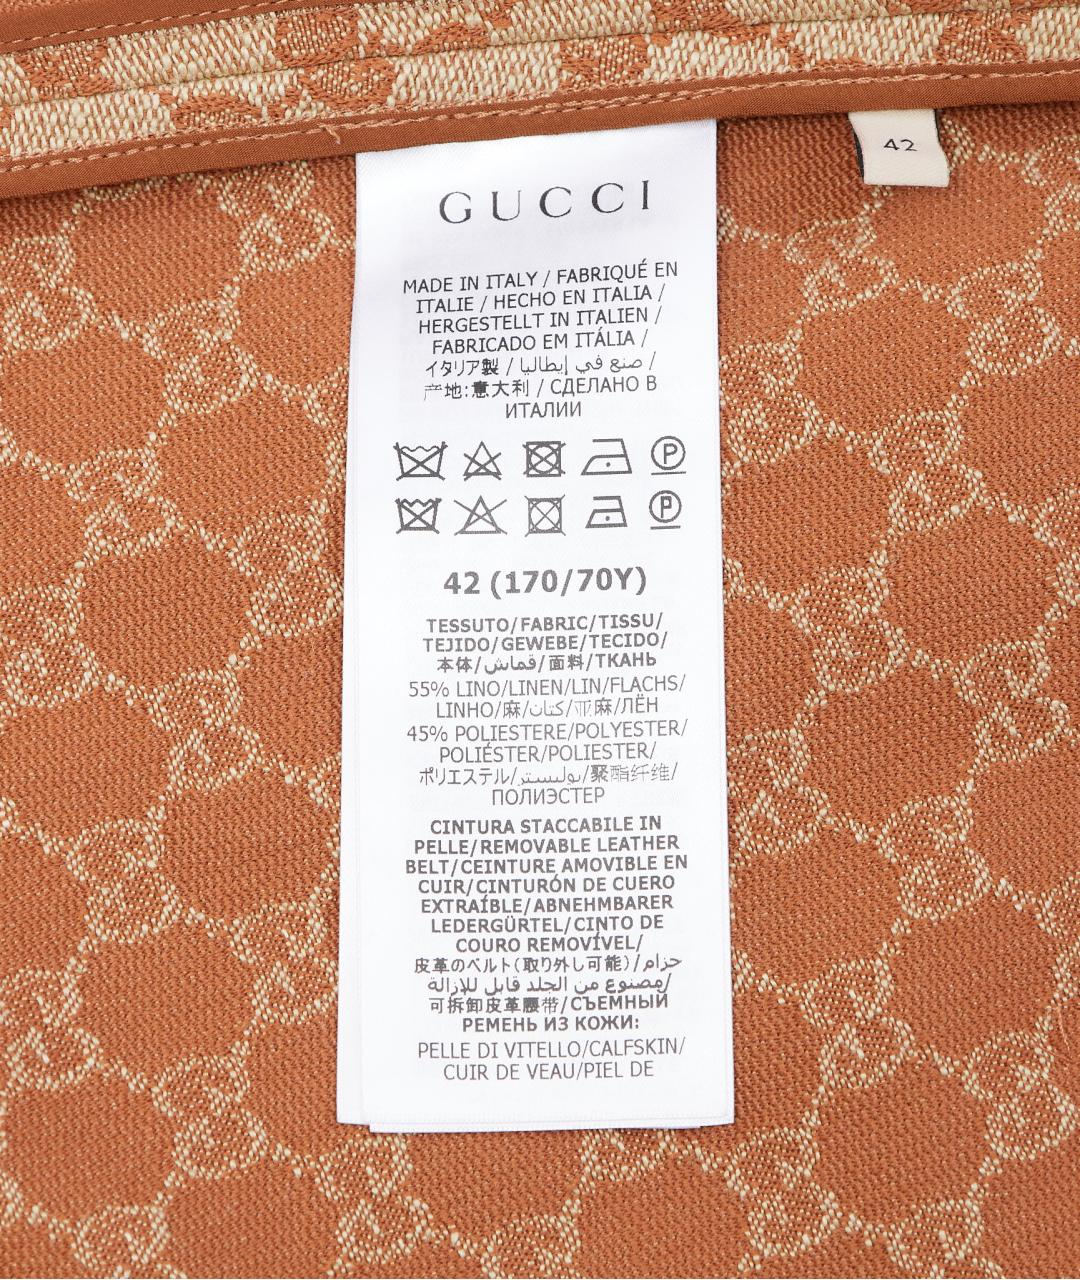 42
GUCCI
MADE IN ITALY / FABRIQUÉ EN
ITALIE / HECHO EN ITALIA /
HERGESTELLT IN ITALIEN /
FABRICADO EM ITÁLIA /
イタリア製 / صنع في إيطاليا /
产地:意大利 / СДЕЛАНО В
ИТАЛИИ
P
P
42 (170/70Y)
TESSUTO/FABRIC/TISSU/
TEJIDO/GEWEBE/TECIDO/
本体/قماش/面料/ТКАНЬ
55% LINO/LINEN/LIN/FLACHS/
LINHO/麻/كتان/亚麻/ЛЁН
45% POLIESTERE/POLYESTER/
POLIÉSTER/POLIESTER/
ポリエステル/بوليستر/聚酯纤维/
ПОЛИЭСТЕР
CINTURA STACCABILE IN
PELLE/REMOVABLE LEATHER
BELT/CEINTURE AMOVIBLE EN
CUIR/CINTURÓN DE CUERO
EXTRAÍBLE/ABNEHMBARER
LEDERGÜRTEL/CINTO DE
COURO REMOVÍVEL/
皮革のベルト(取り外し可能)/حزام
مصنوع من الجلد قابل للإزالة/
可拆卸皮革腰带/СЪЕМНЫЙ
РЕМЕНЬ ИЗ КОЖИ:
PELLE DI VITELLO/CALFSKIN/
CUIR DE VEAU/PIEL DE